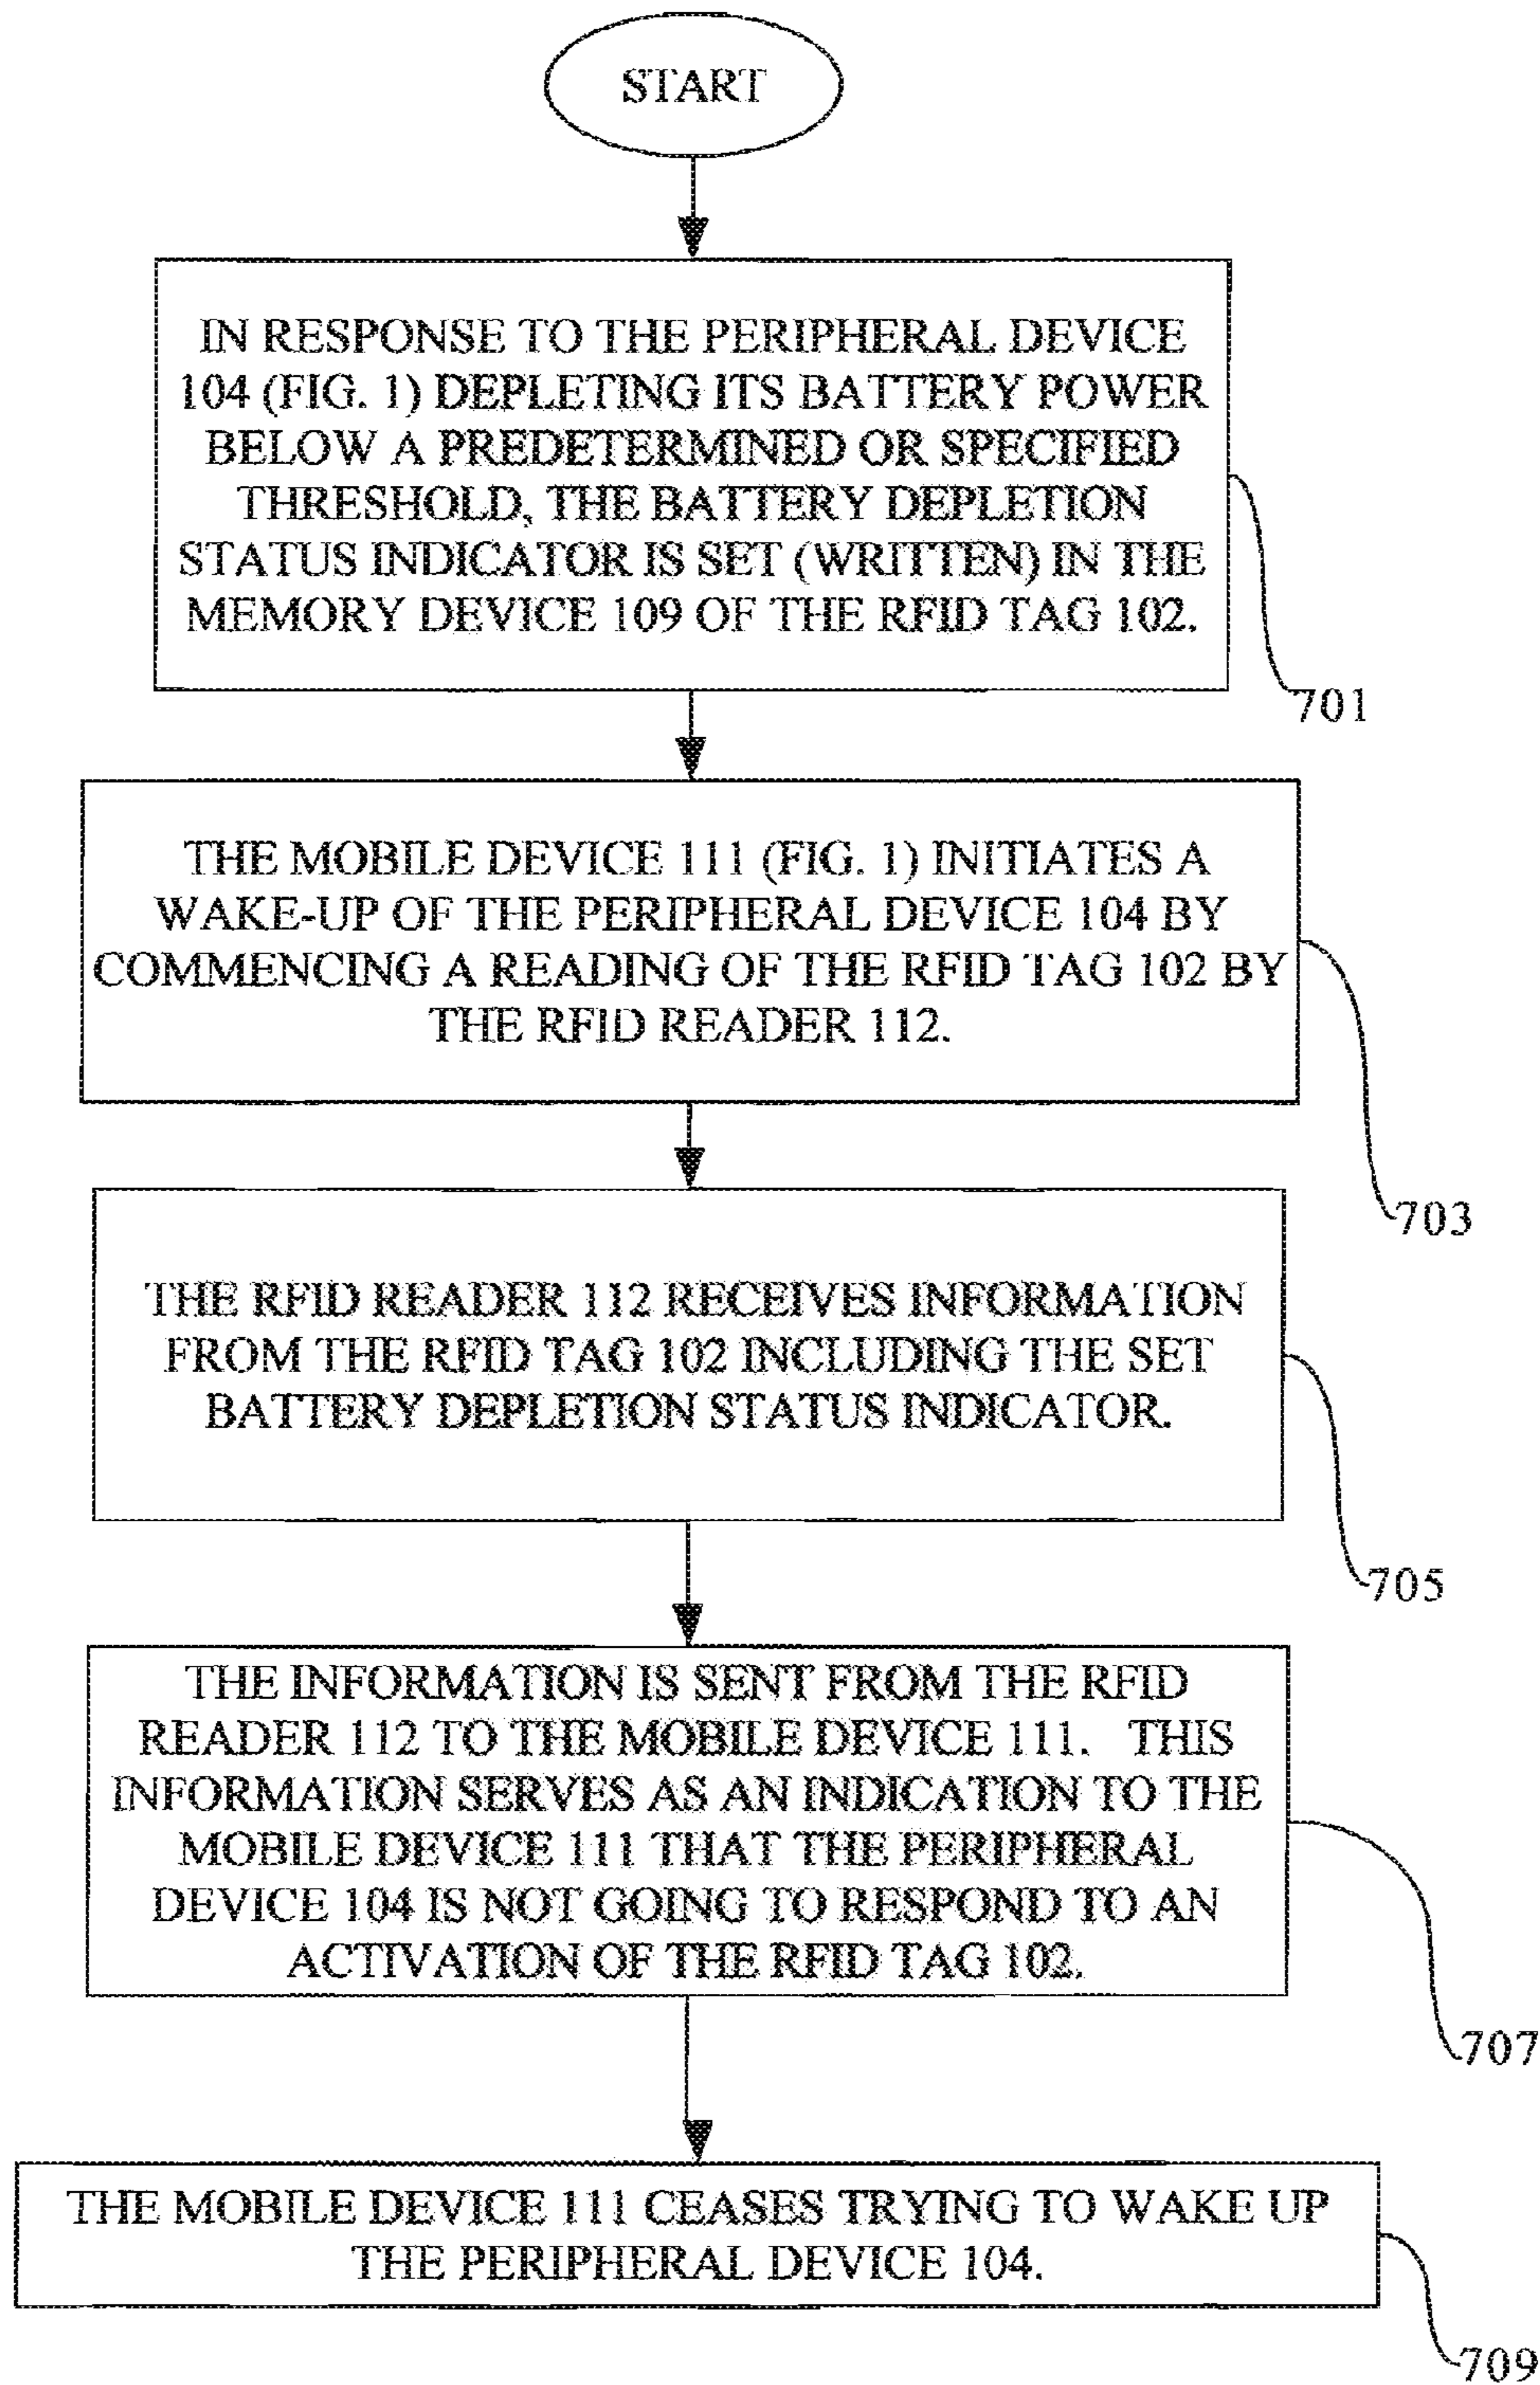 START
IN RESPONSE TO THE PERIPHERAL DEVICE
104 (FIG. 1) DEPLETING ITS BATTERY POWER
BELOW A PREDETERMINED OR SPECIFIED
THRESHOLD, THE BATTERY DEPLETION
STATUS INDICATOR IS SET (WRITTEN) IN THE
MEMORY DEVICE 109 OF THE RFID TAG 102.
701
THE MOBILE DEVICE 111 (FIG. 1) INITIATES A
WAKE-UP OF THE PERIPHERAL DEVICE 104 BY
COMMENCING A READING OF THE RFID TAG 102 BY
THE RFID READER 112.
703
THE RFID READER 112 RECEIVES INFORMATION
FROM THE RFID TAG 102 INCLUDING THE SET
BATTERY DEPLETION STATUS INDICATOR.
705
THE INFORMATION IS SENT FROM THE RFID
READER 112 TO THE MOBILE DEVICE 111. THIS
INFORMATION SERVES AS AN INDICATION TO THE
MOBILE DEVICE 111 THAT THE PERIPHERAL
DEVICE 104 IS NOT GOING TO RESPOND TO AN
ACTIVATION OF THE RFID TAG 102.
707
THE MOBILE DEVICE 111 CEASES TRYING TO WAKE UP
THE PERIPHERAL DEVICE 104.
709